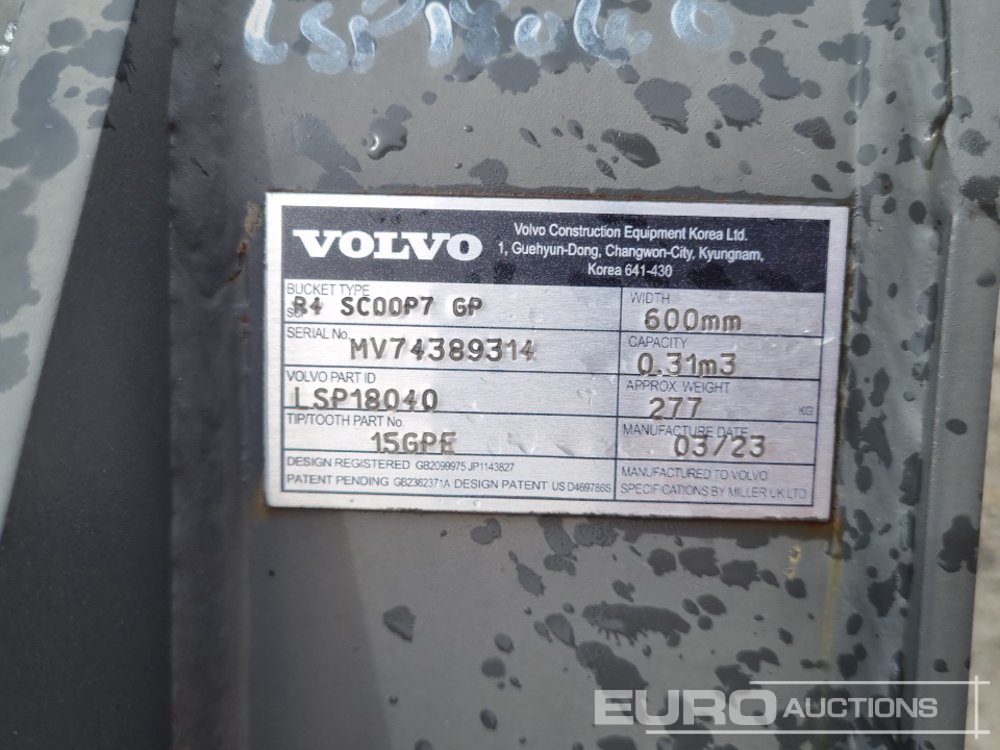 LSP18040
VOLVO
Volvo Construction Equipment Korea Ltd.
1, Guehyun-Dong, Changwon-City, Kyungnam,
Korea 641-430
BUCKET TYPE
84 SCOOP7 GP
WIDTH
600mm
SERIAL No.
MV74389314
CAPACITY
0.31m3
VOLVO PART ID
LSP18040
APPROX. WEIGHT
277 KG
TIP/TOOTH PART No.
15GPE
MANUFACTURE DATE
03/23
DESIGN REGISTERED GB2099975 JP1143827
PATENT PENDING GB2362371A DESIGN PATENT US D469786S
MANUFACTURED TO VOLVO
SPECIFICATIONS BY MILLER UK LTD
EURO AUCTIONS